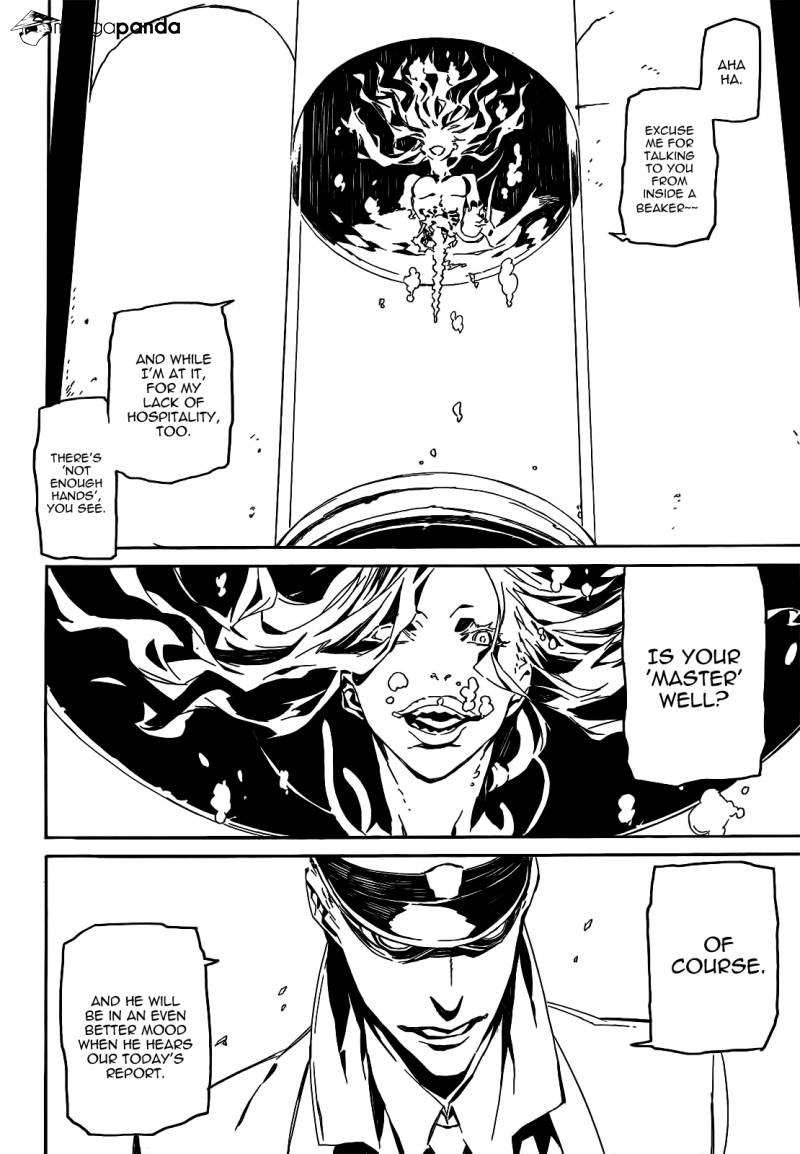 mangapanda
AHA
HA.
EXCUSE
ME FOR
TALKING
TO YOU
FROM
INSIDE A
BEAKER~~
AND WHILE
I'M AT IT,
FOR MY
LACK OF
HOSPITALITY,
TOO.
THERE'S
'NOT
ENOUGH
HANDS',
YOU SEE.
IS YOUR
'MASTER'
WELL?
OF
COURSE.
AND HE WILL
BE IN AN EVEN
BETTER MOOD
WHEN HE HEARS
OUR TODAY'S
REPORT.